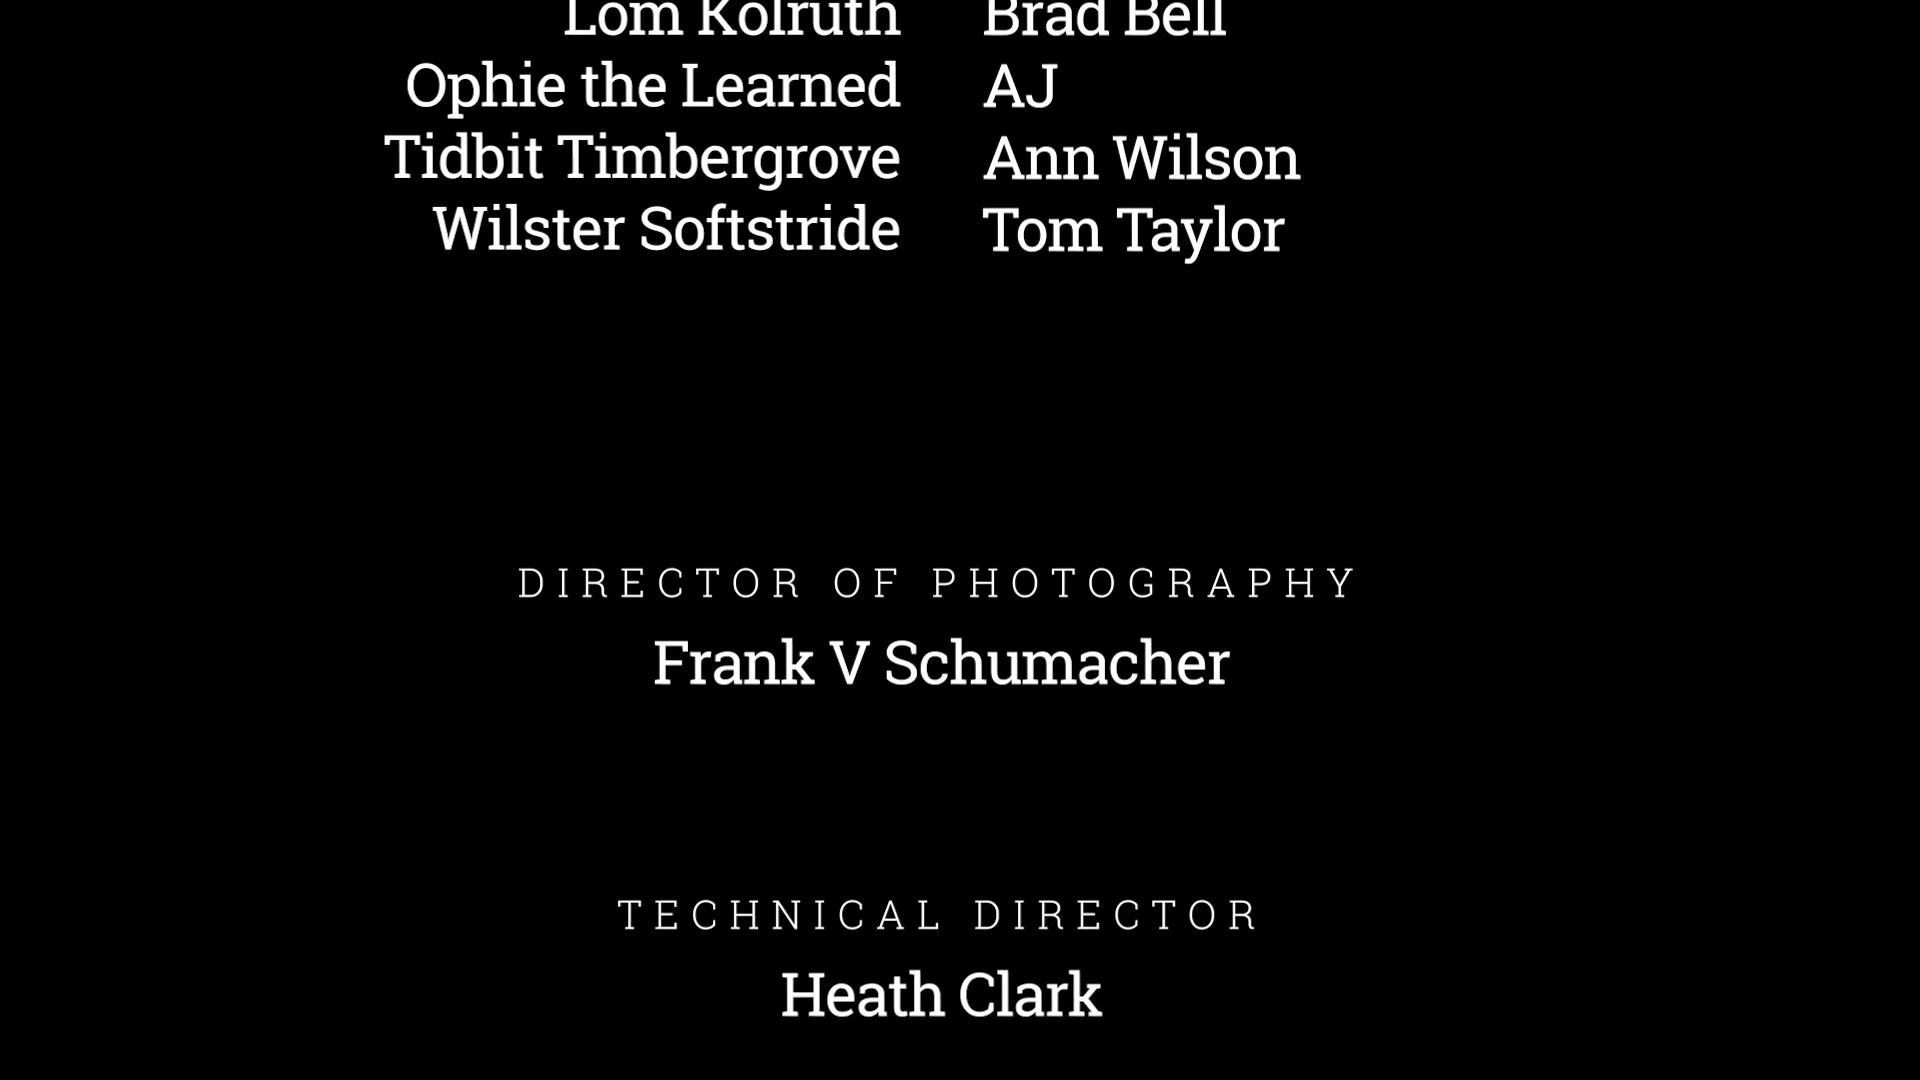 Lom Kolruth Brad Bell
Ophie the Learned AJ
Tidbit Timbergrove Ann Wilson
Wilster Softstride Tom Taylor
DIRECTOR OF PHOTOGRAPHY
Frank V Schumacher
TECHNICAL DIRECTOR
Heath Clark